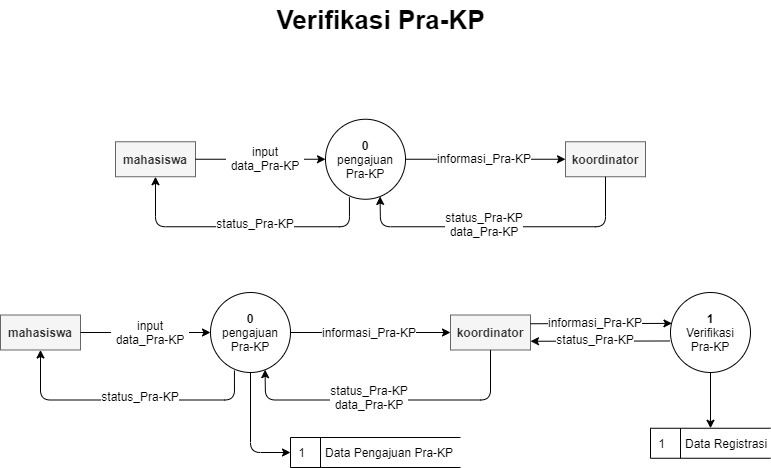 Verifikasi Pra-KP
mahasiswa
input
data_Pra-KP
0
pengajuan
Pra-KP
informasi_Pra-KP
koordinator
status_Pra-KP
status_Pra-KP
data_Pra-KP
mahasiswa
input
data_Pra-KP
0
pengajuan
Pra-KP
informasi_Pra-KP
koordinator
informasi_Pra-KP
status_Pra-KP
1
Verifikasi
Pra-KP
status_Pra-KP
status_Pra-KP
data_Pra-KP
1 Data Pengajuan Pra-KP
1 Data Registrasi